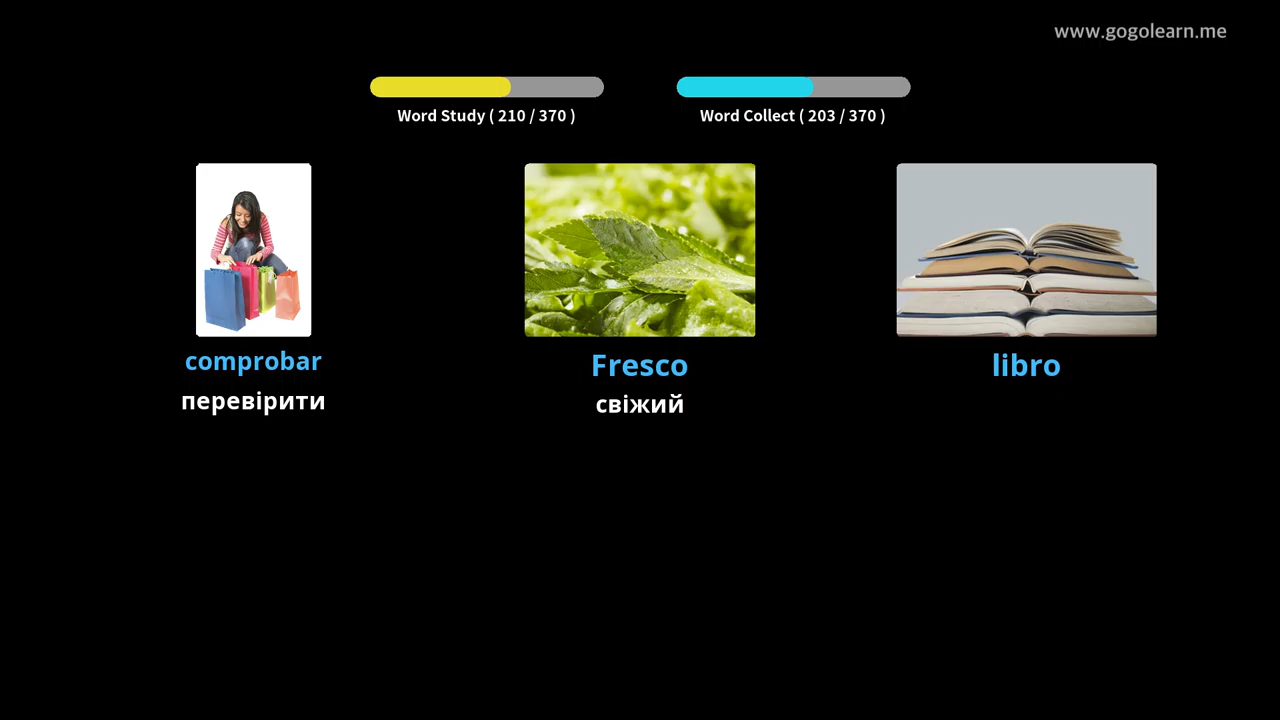 www.gogolearn.me
Word Study ( 210 / 370 )
Word Collect ( 203 / 370 )
comprobar
перевірити
Fresco
свіжий
libro